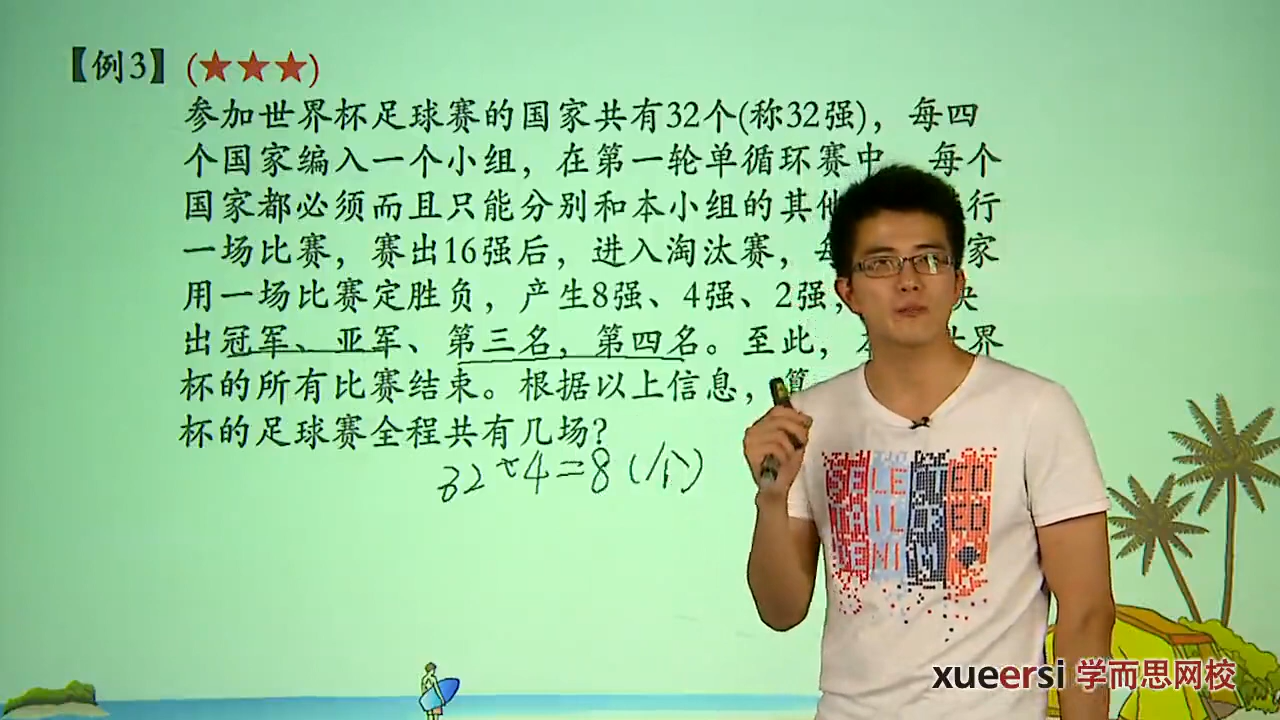 【例3】(★★★)
参加世界杯足球赛的国家共有32个(称32强)，每四
个国家编入一个小组，在第一轮单循环赛中，每个
国家都必须而且只能分别和本小组的其他 行
一场比赛，赛出16强后，进入淘汰赛， 家
用一场比赛定胜负，产生8强、4强、2强，
出冠军、亚军、第三名，第四名。至此， 世界
杯的所有比赛结束。根据以上信息，算
杯的足球赛全程共有几场?
32÷4=8(个)
SELECTED
xueersi 学而思网校